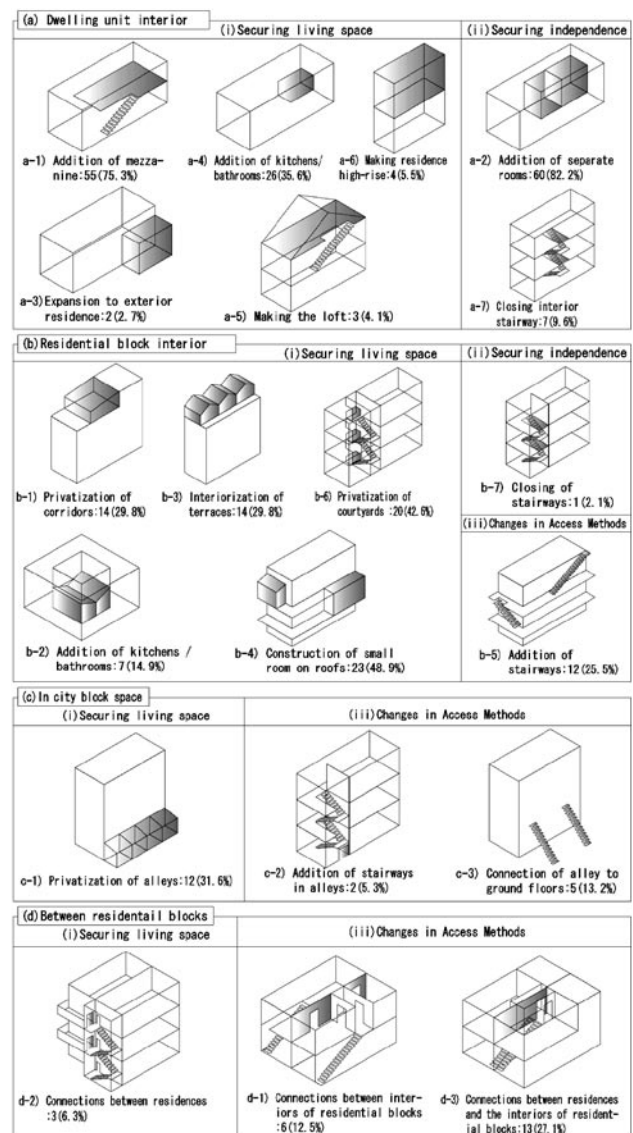 (a) Dwelling unit interior
(i)Securing living space
(ii)Securing independence
a-1) Addition of mezza-
nine:55(75.3%)
a-4) Addition of kitchens/
bathrooms:26(35.6%)
a-6) Making residence
high-rise:4(5.5%)
a-2) Addition of separate
rooms:60(82.2%)
a-3)Expansion to exterior
residence:2(2.7%)
a-5) Making the loft:3(4.1%)
a-7) Closing interior
stairway:7(9.6%)
(b)Residential block interior
(i)Securing living space
(ii)Securing independence
b-1) Privatization of
corridors:14(29.8%)
b-3) Interiorization of
terraces:14(29.8%)
b-6) Privatization of
courtyards :20(42.6%)
b-7) Closing of
stairways:1(2.1%)
(iii)Changes in Access Methods
b-2) Addition of kitchens /
bathrooms:7(14.9%)
b-4) Construction of small
room on roofs:23(48.9%)
b-5) Addition of
stairways:12(25.5%)
(c)In city block space
(i)Securing living space
(iii)Changes in Access Methods
c-1) Privatization of alleys:12(31.6%)
c-2) Addition of stairways
in alleys:2(5.3%)
c-3) Connection of alley to
ground floors:5(13.2%)
(d)Between residentail blocks
(i)Securing living space
(iii)Changes in Access Methods
d-2) Connections between residences
:3(6.3%)
d-1) Connections between inter-
iors of residential blocks
:6(12.5%)
d-3) Connections between residences
and the interiors of resident-
ial blocks:13(27.1%)